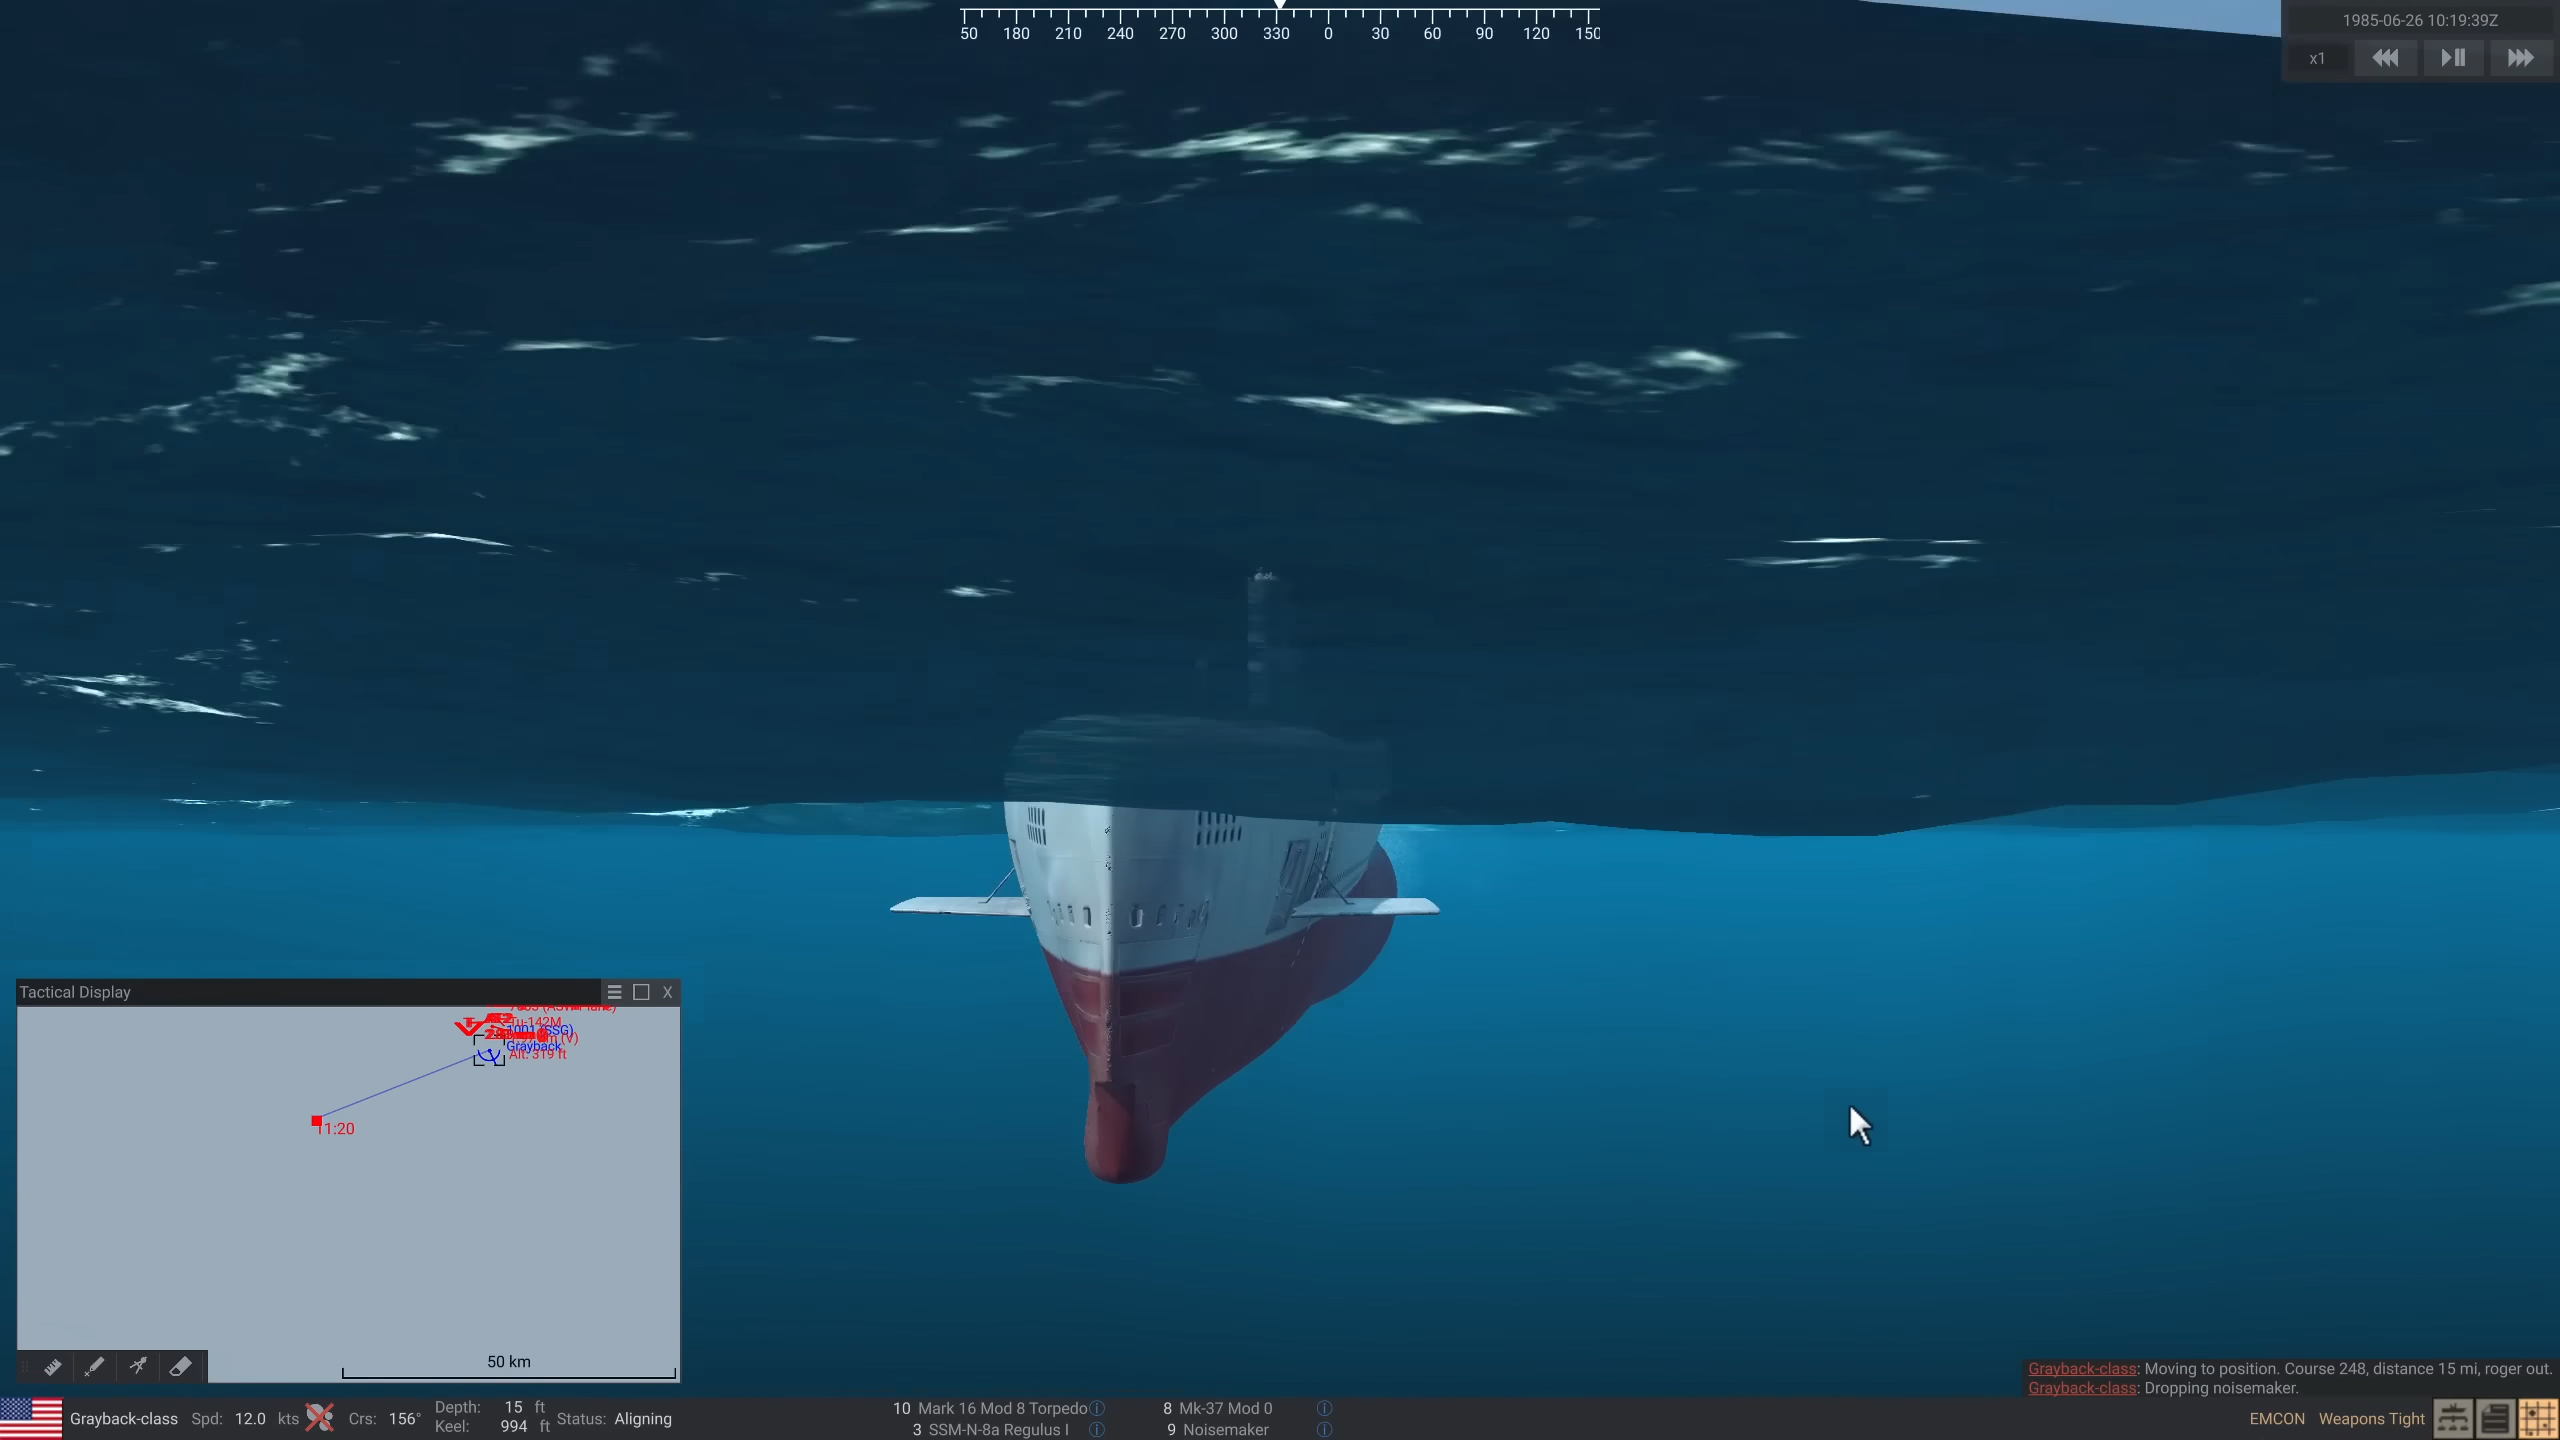 50 180 210 240 270 300 330 0 30 60 90 120 150
1985-06-26 10:19:39Z
x1
Tactical Display
X
Tu-142M
1001 (SSG)
Grayback
Alt: 319 ft
11:20
50 km
Grayback-class: Moving to position. Course 248, distance 15 mi, roger out.
Grayback-class: Dropping noisemaker.
Grayback-class Spd: 12.0 kts Crs: 156° Depth: 15 ft Keel: 994 ft Status: Aligning
10 Mark 16 Mod 8 Torpedo
8 Mk-37 Mod 0
3 SSM-N-8a Regulus I
9 Noisemaker
EMCON Weapons Tight